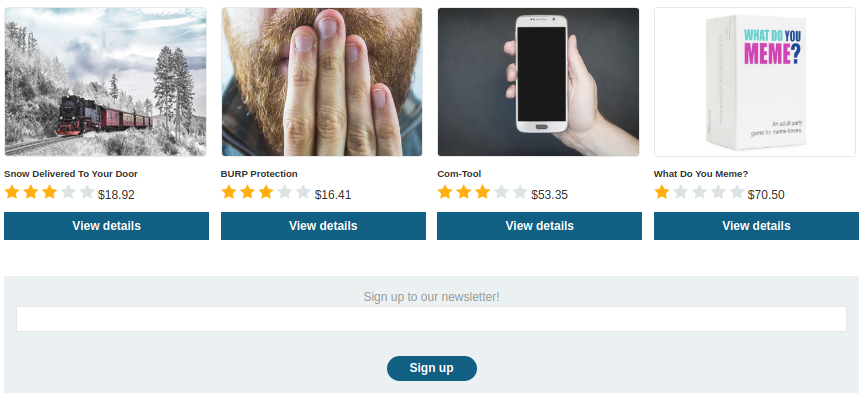 WHAT DO YOU
MEME?
An adult party
game for meme lovers.
Snow Delivered To Your Door
BURP Protection
Com-Tool
What Do You Meme?
$18.92
$16.41
$53.35
$70.50
View details
View details
View details
View details
Sign up to our newsletter!
Sign up